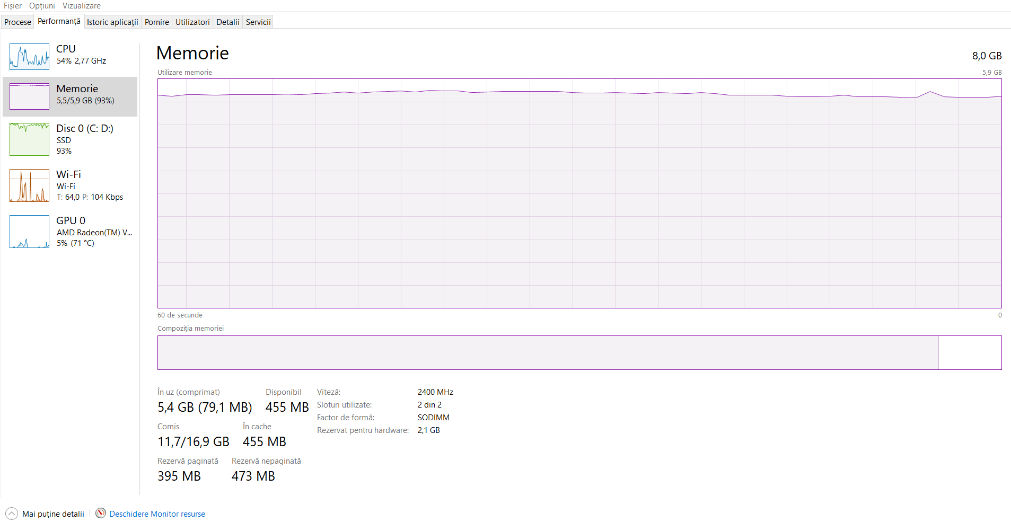 Fișier Opțiuni Vizualizare
Procese Performanță Istoric aplicații Pornire Utilizatori Detalii Servicii
CPU
54% 2,77 GHz
Memorie
5,5/5,9 GB (93%)
Disc 0 (C: D:)
SSD
93%
Wi-Fi
Wi-Fi
T: 64,0 P: 104 Kbps
GPU 0
AMD Radeon(TM) V...
5% (71 °C)
Memorie 8,0 GB
Utilizare memorie 5,9 GB
60 de secunde 0
Compoziția memoriei
În uz (comprimat) Disponibil
5,4 GB (79,1 MB) 455 MB
Comis În cache
11,7/16,9 GB 455 MB
Rezervă paginată Rezervă nepaginată
395 MB 473 MB
Viteză: 2400 MHz
Sloturi utilizate: 2 din 2
Factor de formă: SODIMM
Rezervat pentru hardware: 2,1 GB
Mai puține detalii Deschidere Monitor resurse